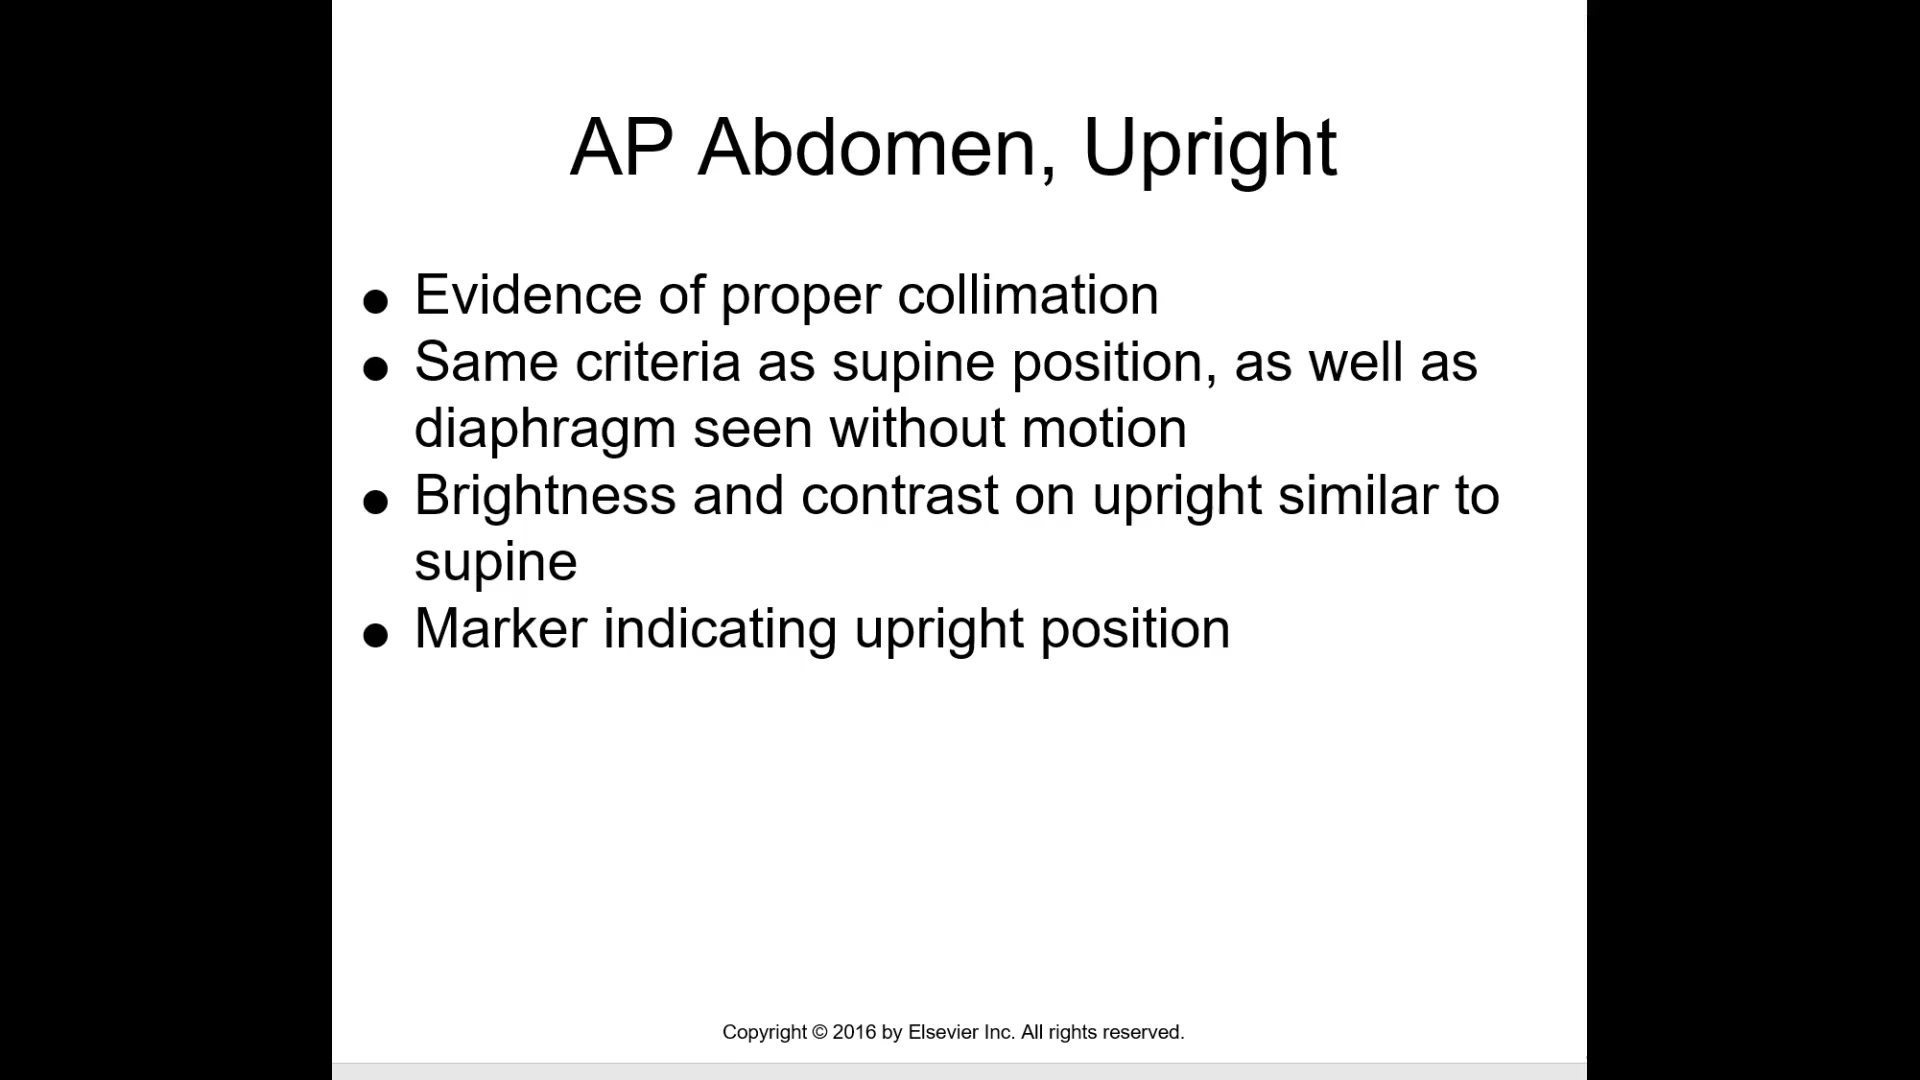 AP Abdomen, Upright
● Evidence of proper collimation
● Same criteria as supine position, as well as
diaphragm seen without motion
● Brightness and contrast on upright similar to
supine
● Marker indicating upright position
Copyright © 2016 by Elsevier Inc. All rights reserved.